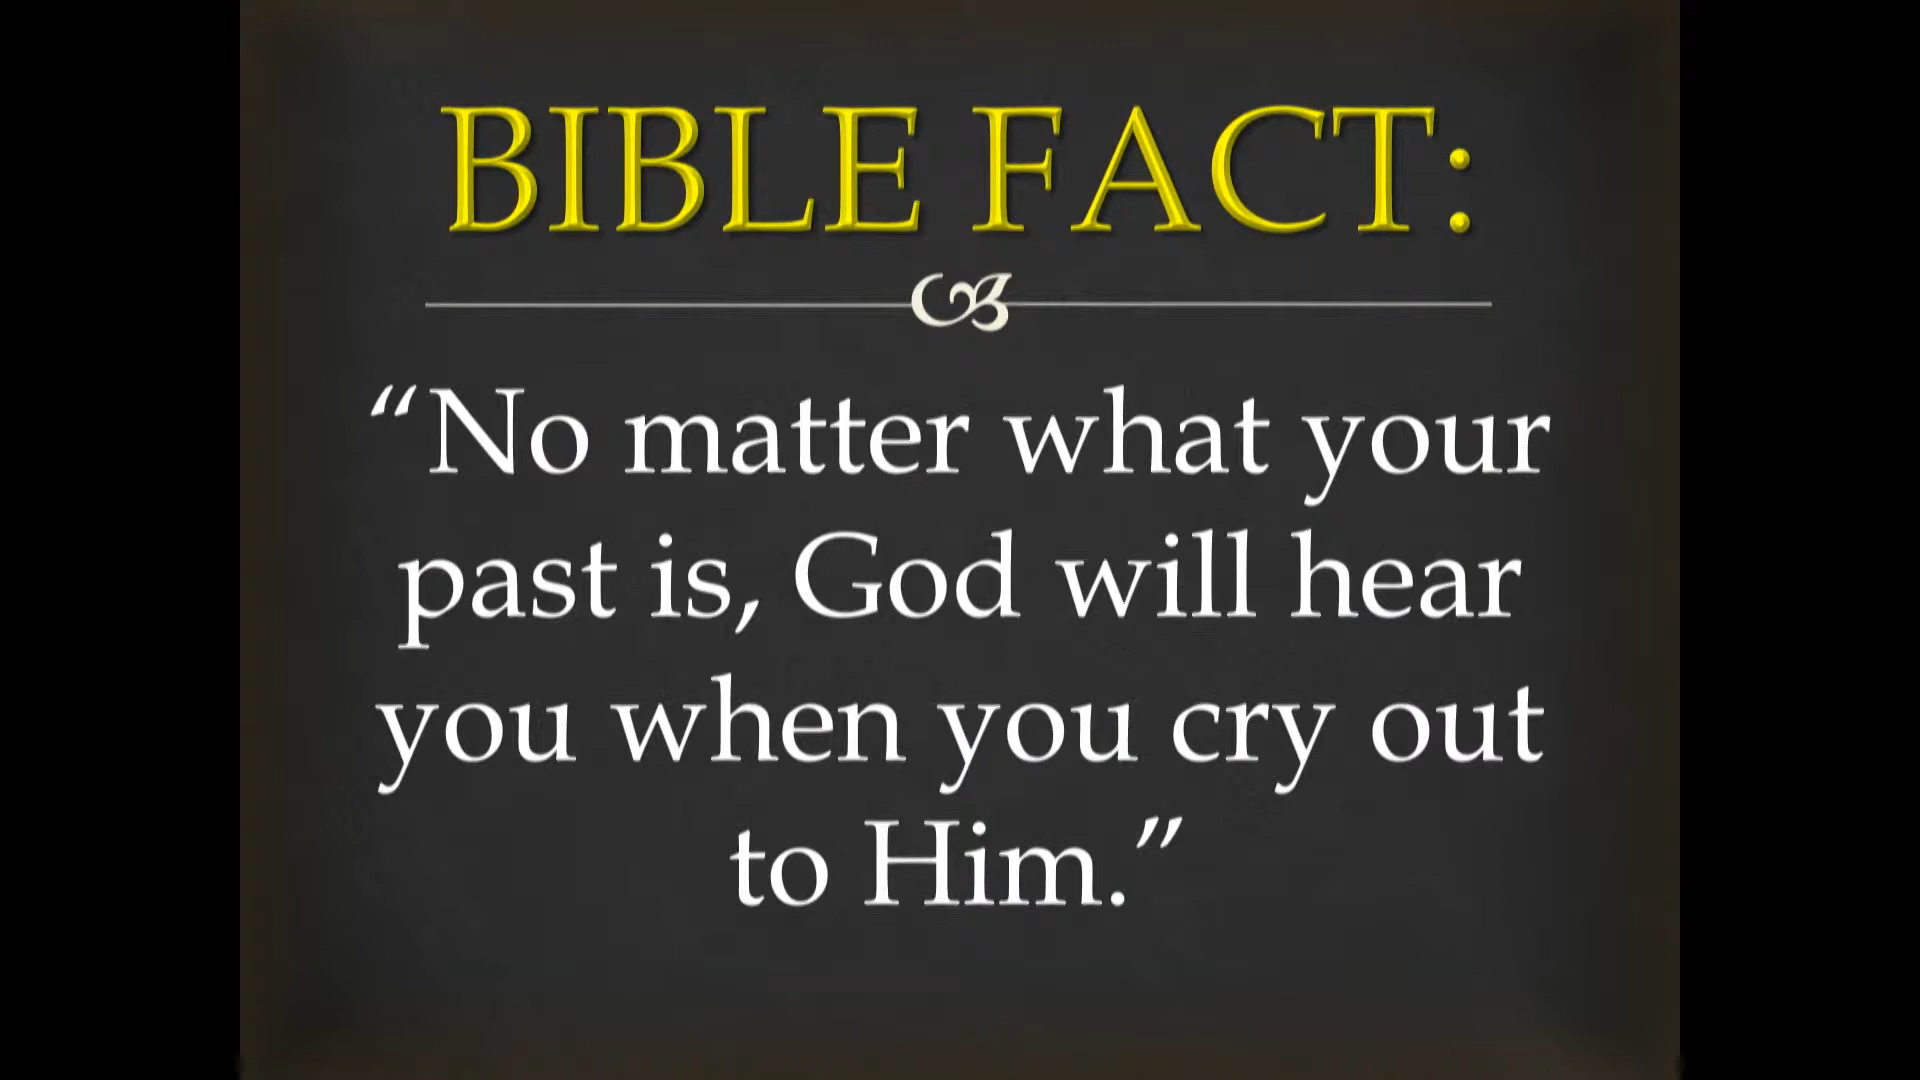 BIBLE FACT:
“No matter what your
past is, God will hear
you when you cry out
to Him.”